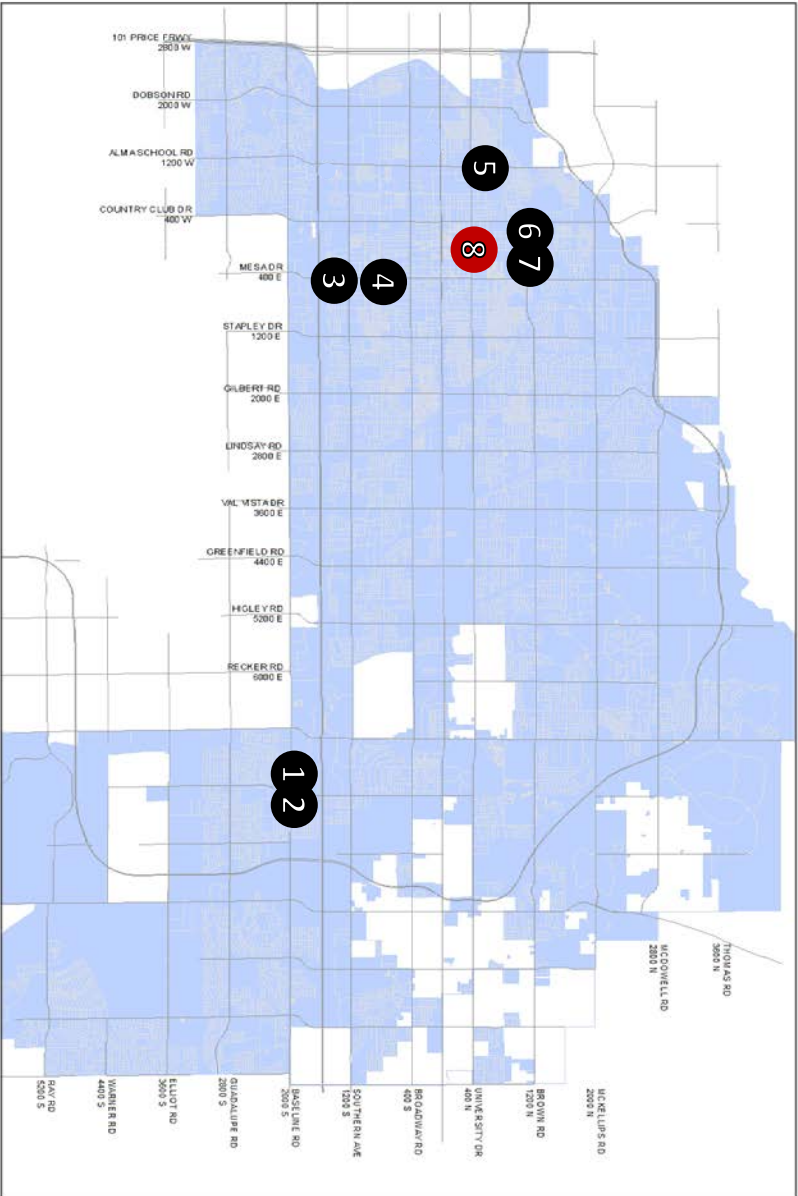 101 PRICE FRWY
2800 W
DOBSON RD
2000 W
ALMA SCHOOL RD
1200 W
COUNTRY CLUB DR
400 W
MESA DR
400 E
STAPLEY DR
1200 E
GILBERT RD
2000 E
LINDSAY RD
2800 E
VAL VISTA DR
3600 E
GREENFIELD RD
4400 E
HIGLEY RD
5200 E
RECKER RD
6000 E
5
6
7
8
3
4
1
2
THOMAS RD
3600 N
MCDOWELL RD
2800 N
MCKELLIPS RD
2000 N
BROWN RD
1200 N
UNIVERSITY DR
400 N
BROADWAY RD
400 S
SOUTHERN AVE
1200 S
BASELINE RD
2000 S
GUADALUPE RD
2800 S
ELLIOT RD
3600 S
WARNER RD
4400 S
RAY RD
5200 S